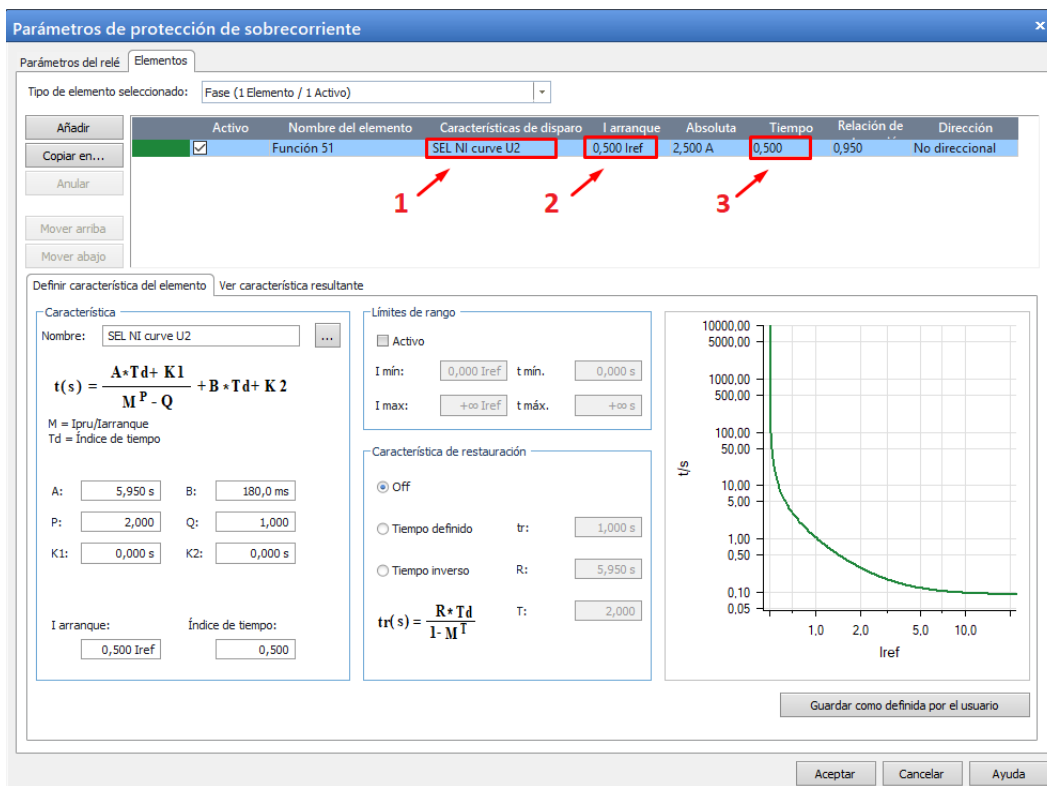 Parámetros de protección de sobrecorriente
Parámetros del relé Elementos
Tipo de elemento seleccionado: Fase (1 Elemento / 1 Activo)
Añadir
Copiar en...
Anular
Mover arriba
Mover abajo
Activo Nombre del elemento Características de disparo I arranque Absoluta Tiempo Relación de Dirección
Función 51 SEL NI curve U2 0,500 Iref 2,500 A 0,500 0,950 No direccional
1 2 3
Definir característica del elemento Ver característica resultante
Característica
Nombre: SEL NI curve U2 ...
t(s) = A*Td+ K1 / M^P - Q + B *Td+ K 2
M = Ipru/Iarranque
Td = Índice de tiempo
A: 5,950 s B: 180,0 ms
P: 2,000 Q: 1,000
K1: 0,000 s K2: 0,000 s
I arranque: Índice de tiempo:
0,500 Iref 0,500
Límites de rango
Activo
I mín: 0,000 Iref t mín. 0,000 s
I max: +∞ Iref t máx. +∞ s
Característica de restauración
Off
Tiempo definido tr: 1,000 s
Tiempo inverso R: 5,950 s
tr(s) = R*Td / 1- M^T
T: 2,000
10000,00
5000,00
1000,00
500,00
100,00
50,00
10,00
5,00
1,00
0,50
0,10
0,05
t/s
1,0 2,0 5,0 10,0
Iref
Guardar como definida por el usuario
Aceptar Cancelar Ayuda